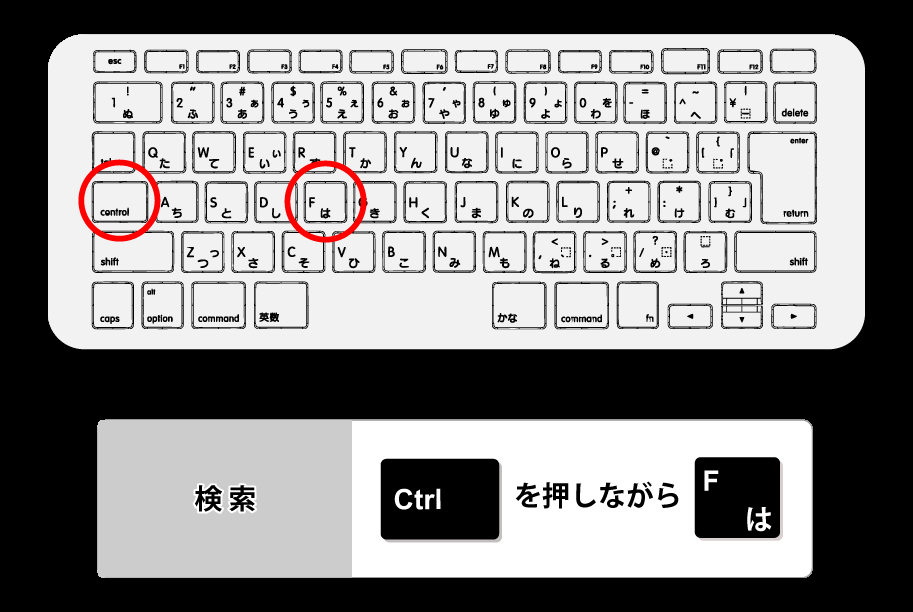 esc F1 F2 F3 F4 F5 F6 F7 F8 F9 F10 F11 F12
! " # ぁ $ ぅ % ぇ & ぉ ' ゃ ( ゅ ) ょ を = ~ |
1 ぬ 2 ふ 3 あ 4 う 5 え 6 お 7 や 8 ゆ 9 よ 0 わ - ほ ^ へ ¥ delete
Q た W て E い ぃ R T か Y ん U な I に O ら P せ @ ` { [ 「 enter
control A ち S と D し F は き H く J ま K の L り + ; れ * : け } ] 」 む return
shift Z つ っ X さ C そ V ひ B こ N み M も < , ね > . る ? / め ろ shift
caps alt option command 英数 かな command fn ◄ ▲ ▼ ►
検索 Ctrl を押しながら F は